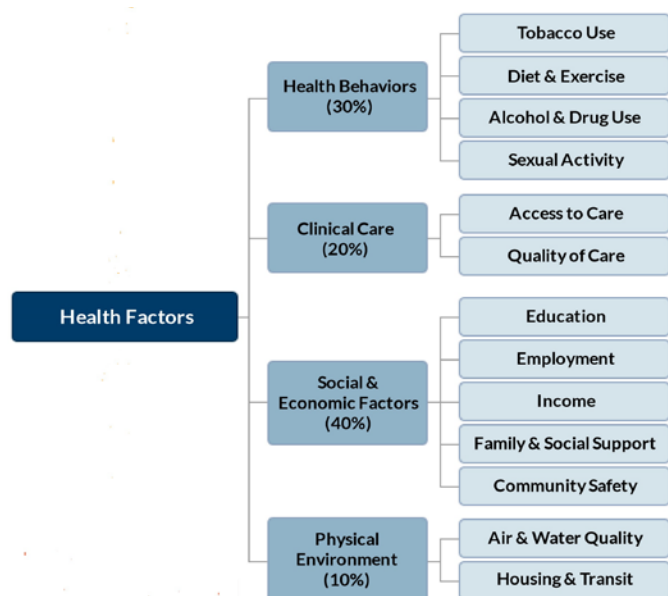 Health Factors
Health Behaviors
(30%)
Tobacco Use
Diet & Exercise
Alcohol & Drug Use
Sexual Activity
Clinical Care
(20%)
Access to Care
Quality of Care
Social &
Economic Factors
(40%)
Education
Employment
Income
Family & Social Support
Community Safety
Physical
Environment
(10%)
Air & Water Quality
Housing & Transit